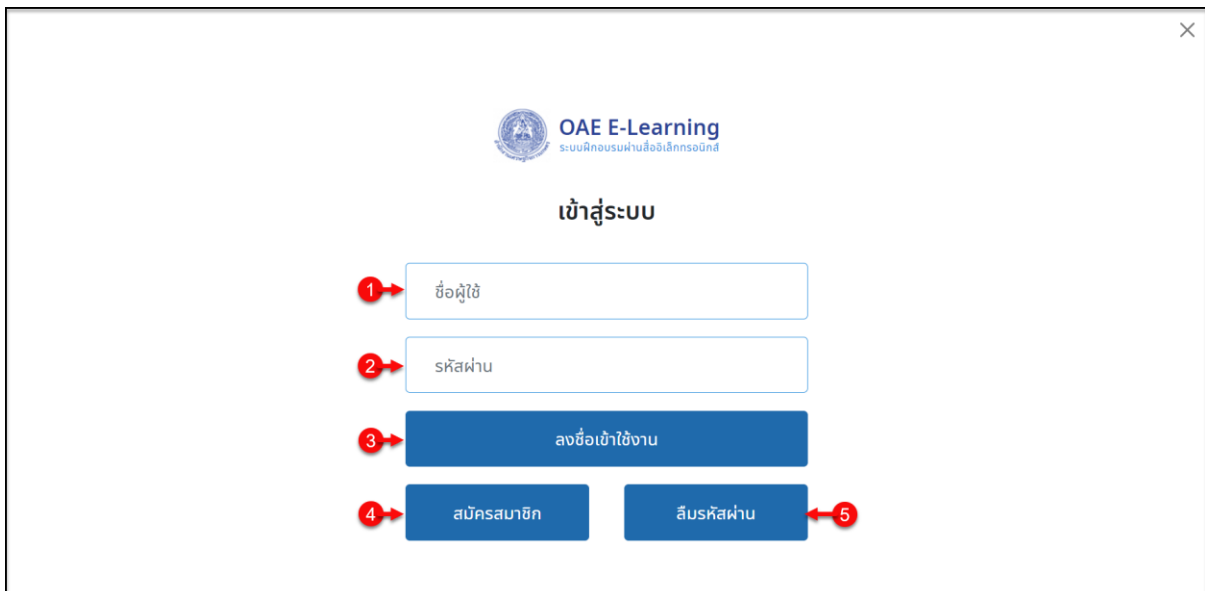 OAE E-Learning
ระบบฝึกอบรมผ่านสื่ออิเล็กทรอนิกส์
เข้าสู่ระบบ
1 ชื่อผู้ใช้
2 รหัสผ่าน
3 ลงชื่อเข้าใช้งาน
4 สมัครสมาชิก ลืมรหัสผ่าน 5